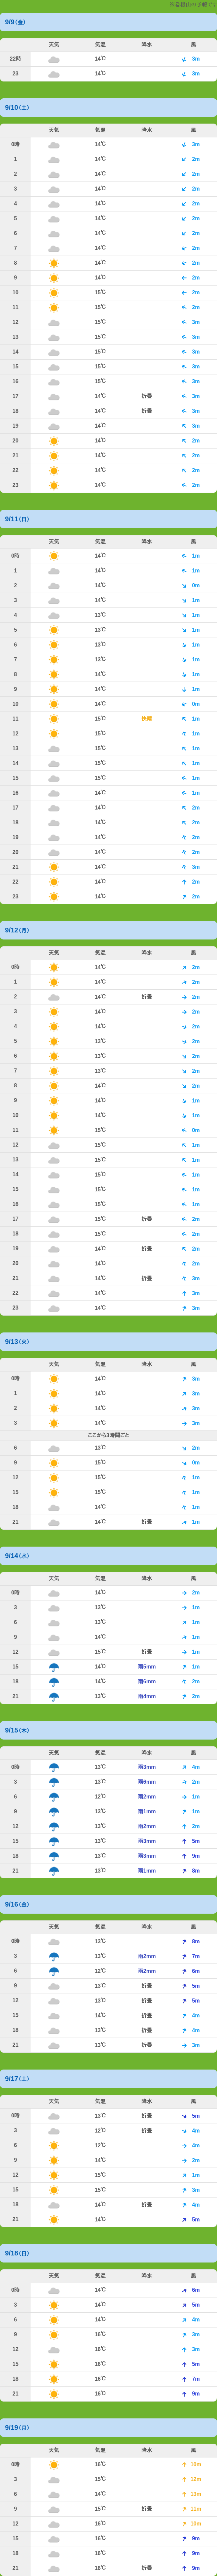 の予報です
9/9(金)
天気 気温 降水 風
22時 14℃ 3m
23 14℃ 3m
9/10(土)
天気 気温 降水 風
0時 14℃ 3m
1 14℃ 2m
2 14℃ 2m
3 14℃ 2m
4 14℃ 2m
5 14℃ 2m
6 14℃ 2m
7 14℃ 2m
8 14℃ 2m
9 14℃ 2m
10 15℃ 2m
11 15℃ 2m
12 15℃ 3m
13 15℃ 3m
14 15℃ 3m
15 15℃ 3m
16 15℃ 3m
17 14℃ 折畳 3m
18 14℃ 折畳 3m
19 14℃ 3m
20 14℃ 2m
21 15℃ 2m
22 15℃ 2m
23 15℃ 2m
9/11(日)
天気 気温 降水 風
0時 14℃ 1m
1 14℃ 1m
2 14℃ 0m
3 14℃ 1m
4 13℃ 1m
5 13℃ 1m
6 13℃ 1m
7 13℃ 1m
8 14℃ 1m
9 14℃ 1m
10 14℃ 0m
11 15℃ 快晴 1m
12 15℃ 1m
13 15℃ 1m
14 15℃ 1m
15 15℃ 1m
16 14℃ 1m
17 14℃ 2m
18 14℃ 2m
19 14℃ 2m
20 14℃ 2m
21 14℃ 3m
22 14℃ 2m
23 14℃ 2m
9/12(月)
天気 気温 降水 風
0時 14℃ 2m
1 14℃ 2m
2 14℃ 折畳 2m
3 14℃ 2m
4 14℃ 2m
5 13℃ 2m
6 13℃ 2m
7 13℃ 2m
8 14℃ 2m
9 14℃ 1m
10 14℃ 1m
11 15℃ 0m
12 15℃ 1m
13 15℃ 1m
14 15℃ 1m
15 15℃ 1m
16 15℃ 1m
17 15℃ 折畳 2m
18 15℃ 2m
19 14℃ 折畳 2m
20 14℃ 2m
21 14℃ 折畳 3m
22 14℃ 3m
23 14℃ 3m
9/13(火)
天気 気温 降水 風
0時 14℃ 3m
1 14℃ 3m
2 14℃ 3m
3 14℃ 3m
ここから3時間ごと
6 13℃ 2m
9 15℃ 0m
12 15℃ 1m
15 15℃ 1m
18 14℃ 1m
21 14℃ 折畳 1m
9/14(水)
天気 気温 降水 風
0時 14℃ 2m
3 13℃ 1m
6 13℃ 1m
9 14℃ 1m
12 15℃ 折畳 1m
15 14℃ 雨5mm 1m
18 14℃ 雨6mm 2m
21 13℃ 雨4mm 2m
9/15(木)
天気 気温 降水 風
0時 13℃ 雨3mm 4m
3 13℃ 雨6mm 2m
6 12℃ 雨2mm 1m
9 13℃ 雨1mm 1m
12 13℃ 雨2mm 2m
15 13℃ 雨3mm 5m
18 13℃ 雨3mm 9m
21 13℃ 雨1mm 8m
9/16(金)
天気 気温 降水 風
0時 13℃ 8m
3 13℃ 雨2mm 7m
6 12℃ 雨2mm 6m
9 13℃ 折畳 5m
12 13℃ 折畳 5m
15 14℃ 折畳 4m
18 14℃ 折畳 4m
21 13℃ 折畳 3m
9/17(土)
天気 気温 降水 風
0時 13℃ 折畳 5m
3 12℃ 折畳 4m
6 12℃ 4m
9 14℃ 2m
12 15℃ 1m
15 15℃ 3m
18 14℃ 折畳 4m
21 14℃ 5m
9/18(日)
天気 気温 降水 風
0時 14℃ 6m
3 14℃ 5m
6 14℃ 4m
9 16℃ 3m
12 16℃ 3m
15 16℃ 5m
18 16℃ 7m
21 16℃ 9m
9/19(月)
天気 気温 降水 風
0時 16℃ 10m
3 15℃ 12m
6 14℃ 13m
9 15℃ 折畳 11m
12 16℃ 10m
15 16℃ 9m
18 16℃ 9m
21 16℃ 折畳 9m